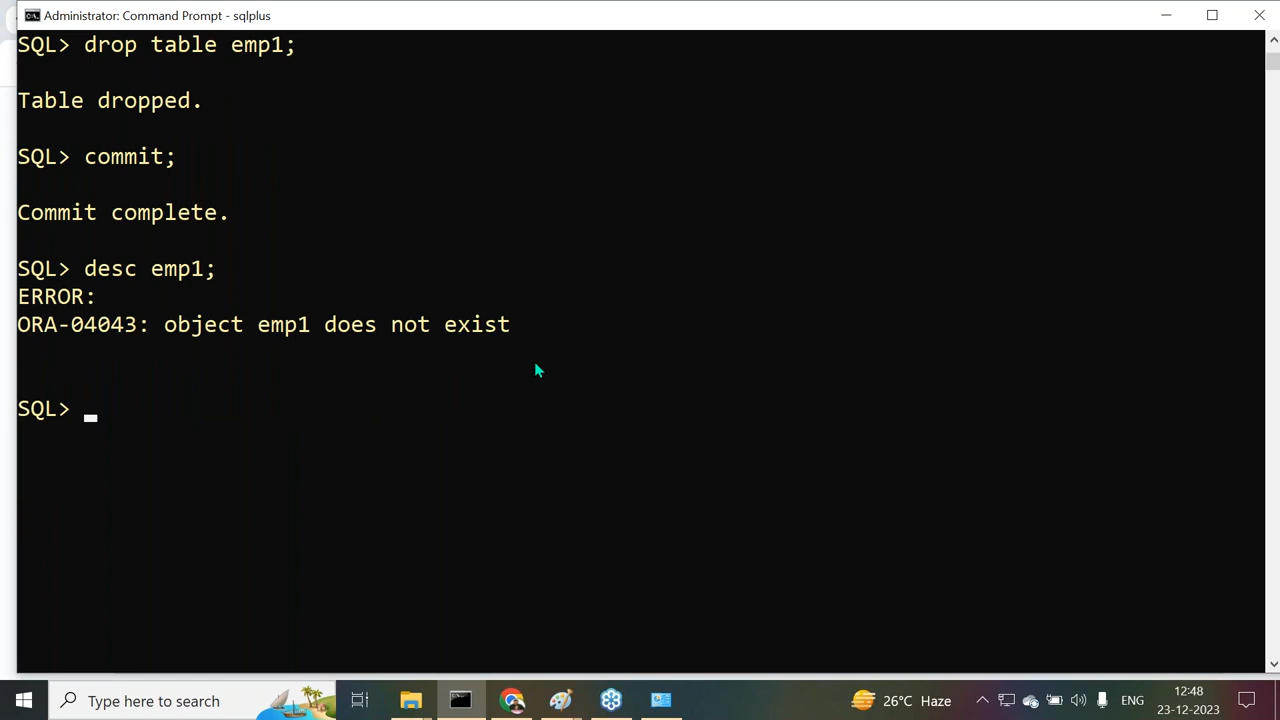 Administrator: Command Prompt - sqlplus
SQL> drop table emp1;
Table dropped.
SQL> commit;
Commit complete.
SQL> desc emp1;
ERROR:
ORA-04043: object emp1 does not exist
SQL>
Type here to search
26°C Haze
ENG
12:48
23-12-2023